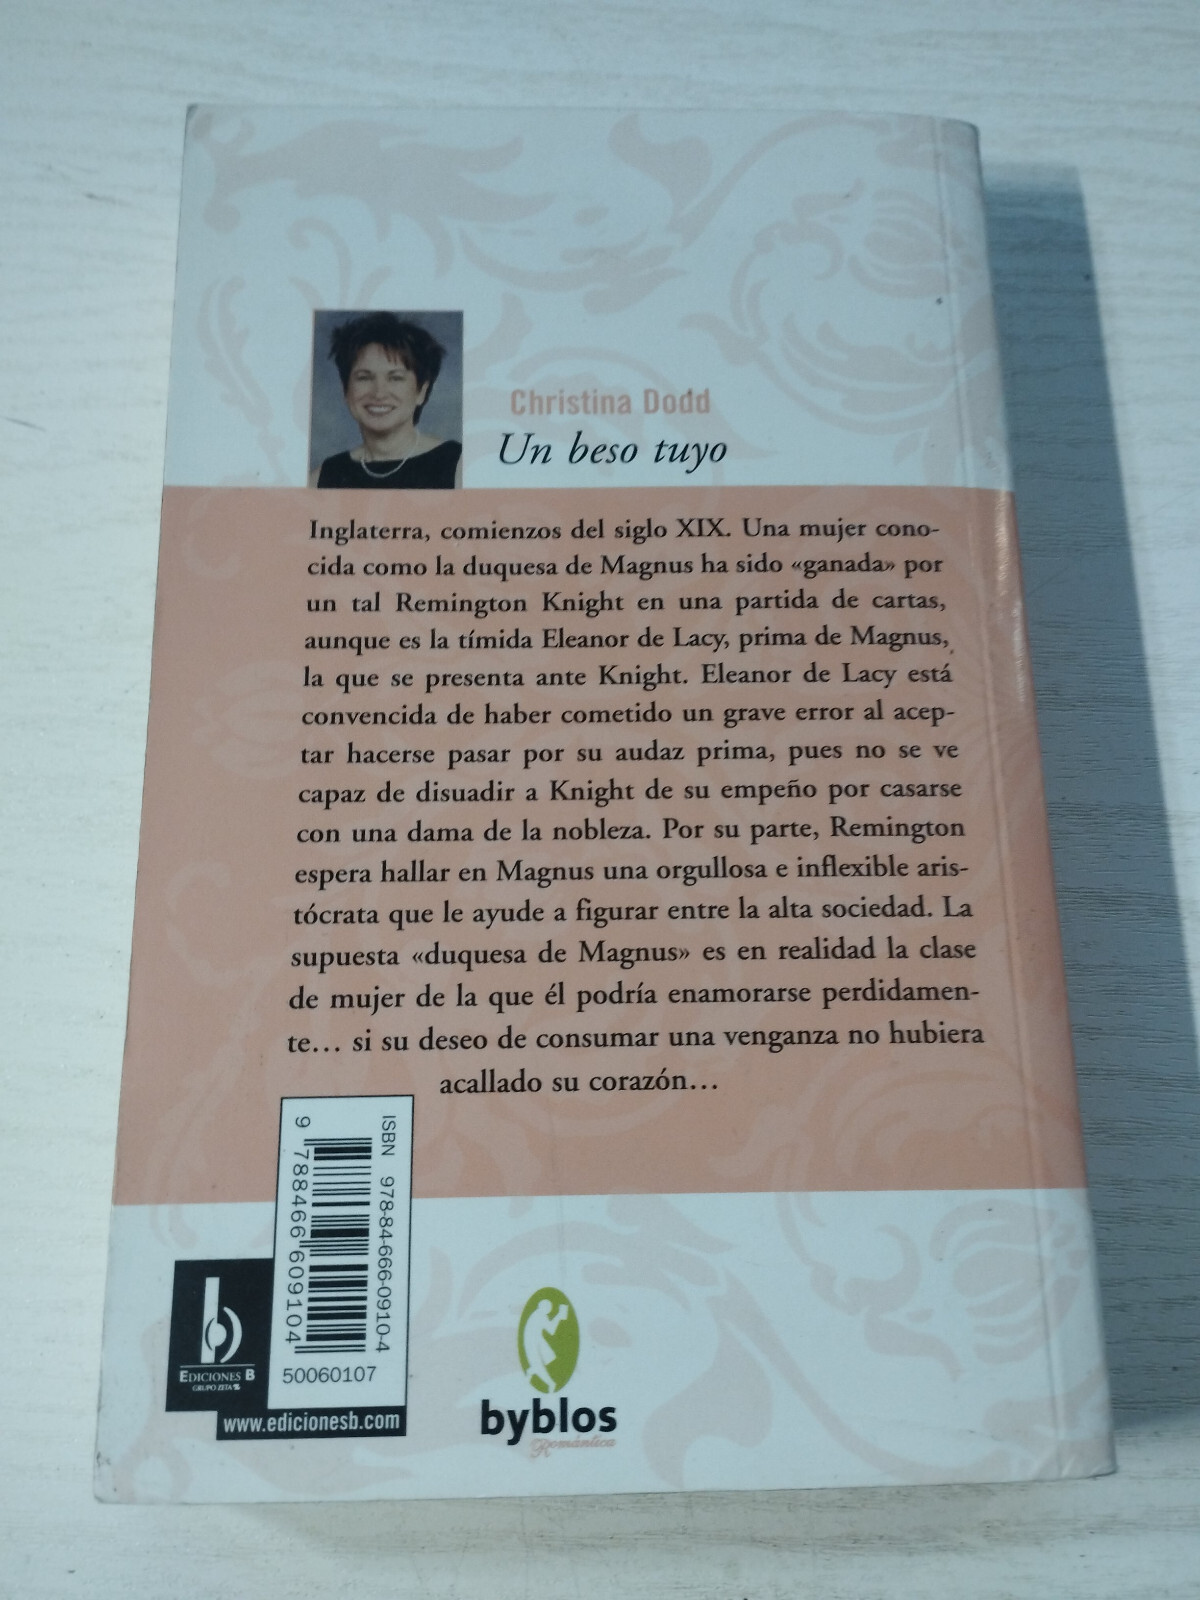 Christina Dodd
Un beso tuyo
Inglaterra, comienzos del siglo XIX. Una mujer cono-
cida como la duquesa de Magnus ha sido «ganada» por
un tal Remington Knight en una partida de cartas,
aunque es la tímida Eleanor de Lacy, prima de Magnus,
la que se presenta ante Knight. Eleanor de Lacy está
convencida de haber cometido un grave error al acep-
tar hacerse pasar por su audaz prima, pues no se ve
capaz de disuadir a Knight de su empeño por casarse
con una dama de la nobleza. Por su parte, Remington
espera hallar en Magnus una orgullosa e inflexible aris-
tócrata que le ayude a figurar entre la alta sociedad. La
supuesta «duquesa de Magnus» es en realidad la clase
de mujer de la que él podría enamorarse perdidamen-
te... si su deseo de consumar una venganza no hubiera
acallado su corazón...
ISBN 978-84-666-0910-4
9 788466 609104
50060107
b
EDICIONES B
GRUPO ZETA
www.edicionesb.com
byblos
Romántica